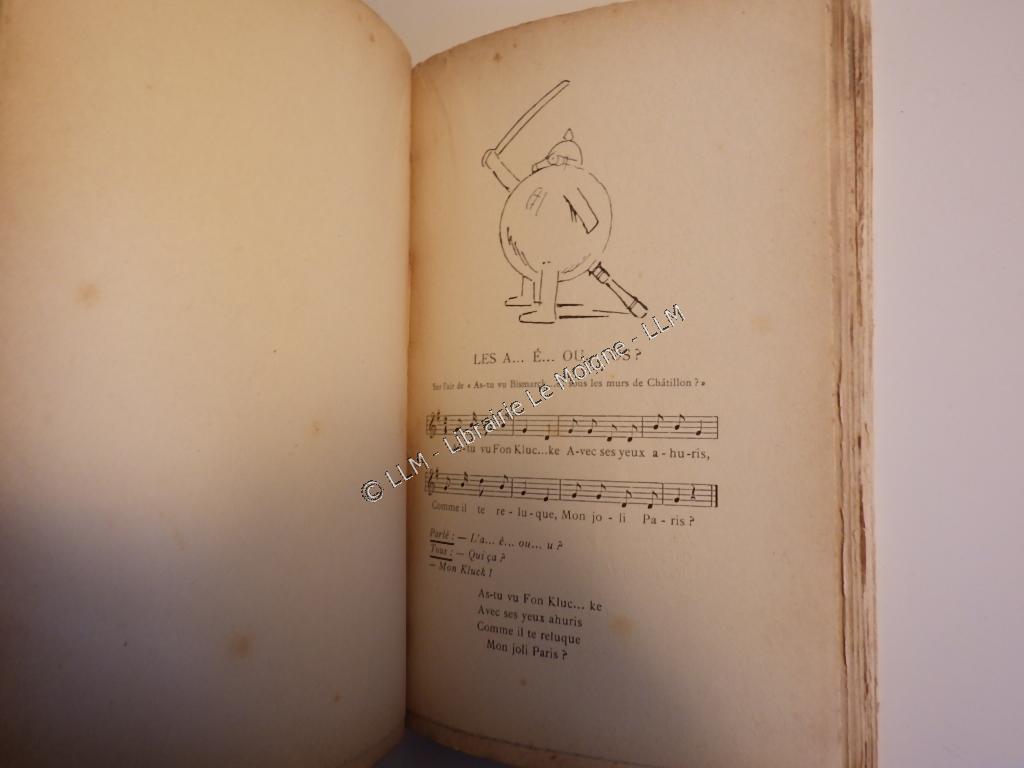 LES A... É... OU... S ?
Sur l'air de « As-tu vu Bismarck sous les murs de Châtillon ? »
As-tu vu Fon Kluc...ke A-vec ses yeux a-hu-ris,
Comme il te re-lu-que, Mon jo-li Pa-ris ?
Parlé : — L'a... é... ou... u ?
Tous : — Qui ça ?
— Mon Kluck !
As-tu vu Fon Kluc... ke
Avec ses yeux ahuris
Comme il te reluque
Mon joli Paris ?
© LLM - Librairie Le Moigne - LLM